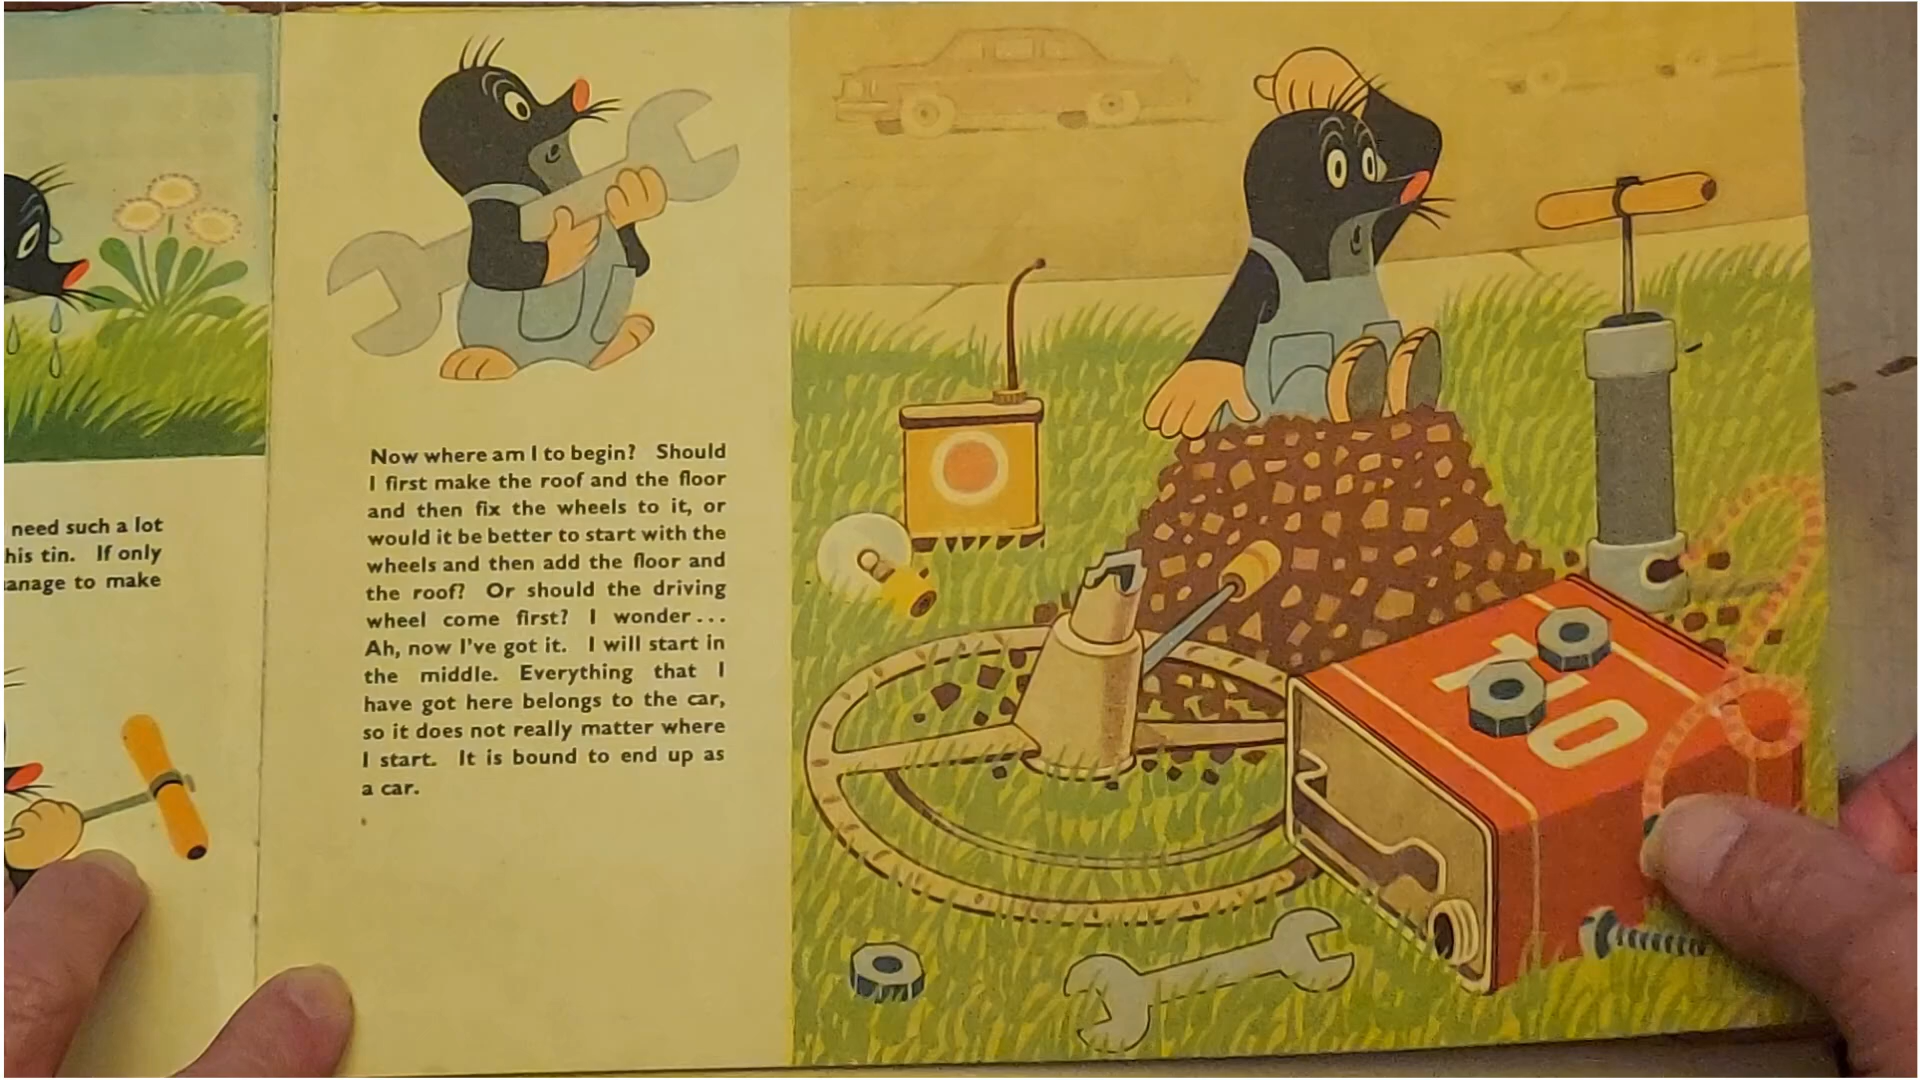 need such a lot
his tin. If only
anage to make
Now where am I to begin? Should
I first make the roof and the floor
and then fix the wheels to it, or
would it be better to start with the
wheels and then add the floor and
the roof? Or should the driving
wheel come first? I wonder...
Ah, now I've got it. I will start in
the middle. Everything that I
have got here belongs to the car,
so it does not really matter where
I start. It is bound to end up as
a car.